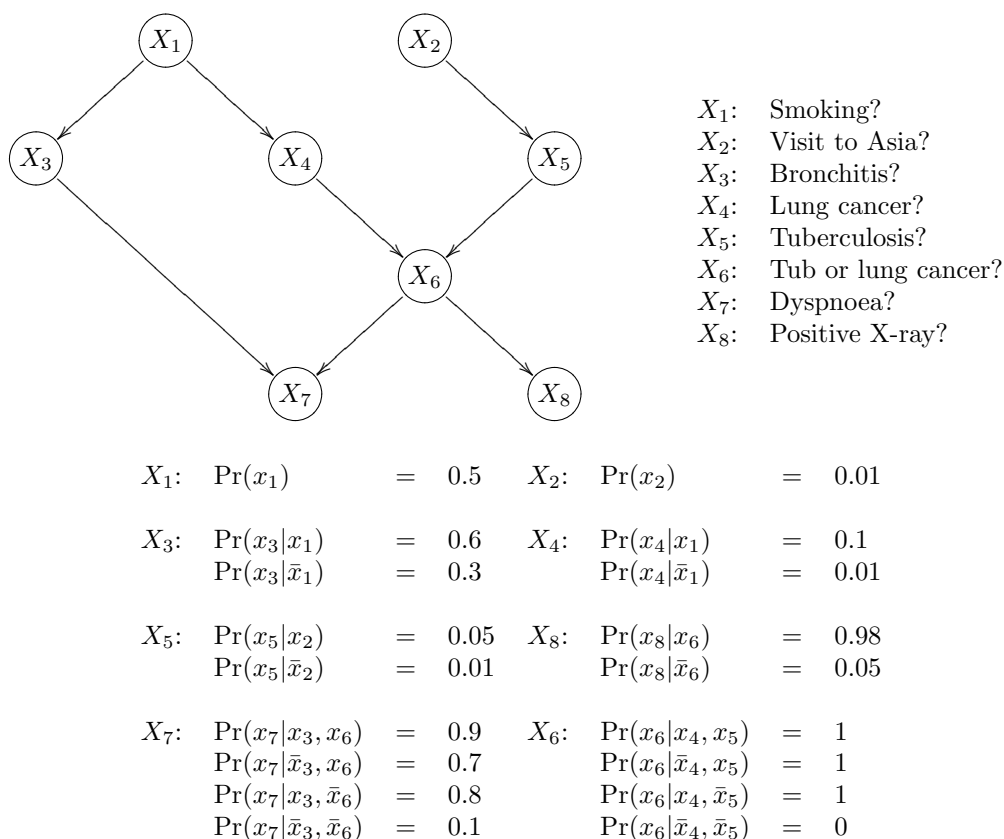 X₁ X₂
X₁: Smoking?
X₂: Visit to Asia?
X₃ X₄ X₅
X₃: Bronchitis?
X₄: Lung cancer?
X₅: Tuberculosis?
X₆: Tub or lung cancer?
X₆
X₇: Dyspnoea?
X₈: Positive X-ray?
X₇ X₈
X₁: Pr(x₁) = 0.5 X₂: Pr(x₂) = 0.01
X₃: Pr(x₃|x₁) = 0.6 X₄: Pr(x₄|x₁) = 0.1
Pr(x₃|x̄₁) = 0.3 Pr(x₄|x̄₁) = 0.01
X₅: Pr(x₅|x₂) = 0.05 X₈: Pr(x₈|x₆) = 0.98
Pr(x₅|x̄₂) = 0.01 Pr(x₈|x̄₆) = 0.05
X₇: Pr(x₇|x₃, x₆) = 0.9 X₆: Pr(x₆|x₄, x₅) = 1
Pr(x₇|x̄₃, x₆) = 0.7 Pr(x₆|x̄₄, x₅) = 1
Pr(x₇|x₃, x̄₆) = 0.8 Pr(x₆|x₄, x̄₅) = 1
Pr(x₇|x̄₃, x̄₆) = 0.1 Pr(x₆|x̄₄, x̄₅) = 0